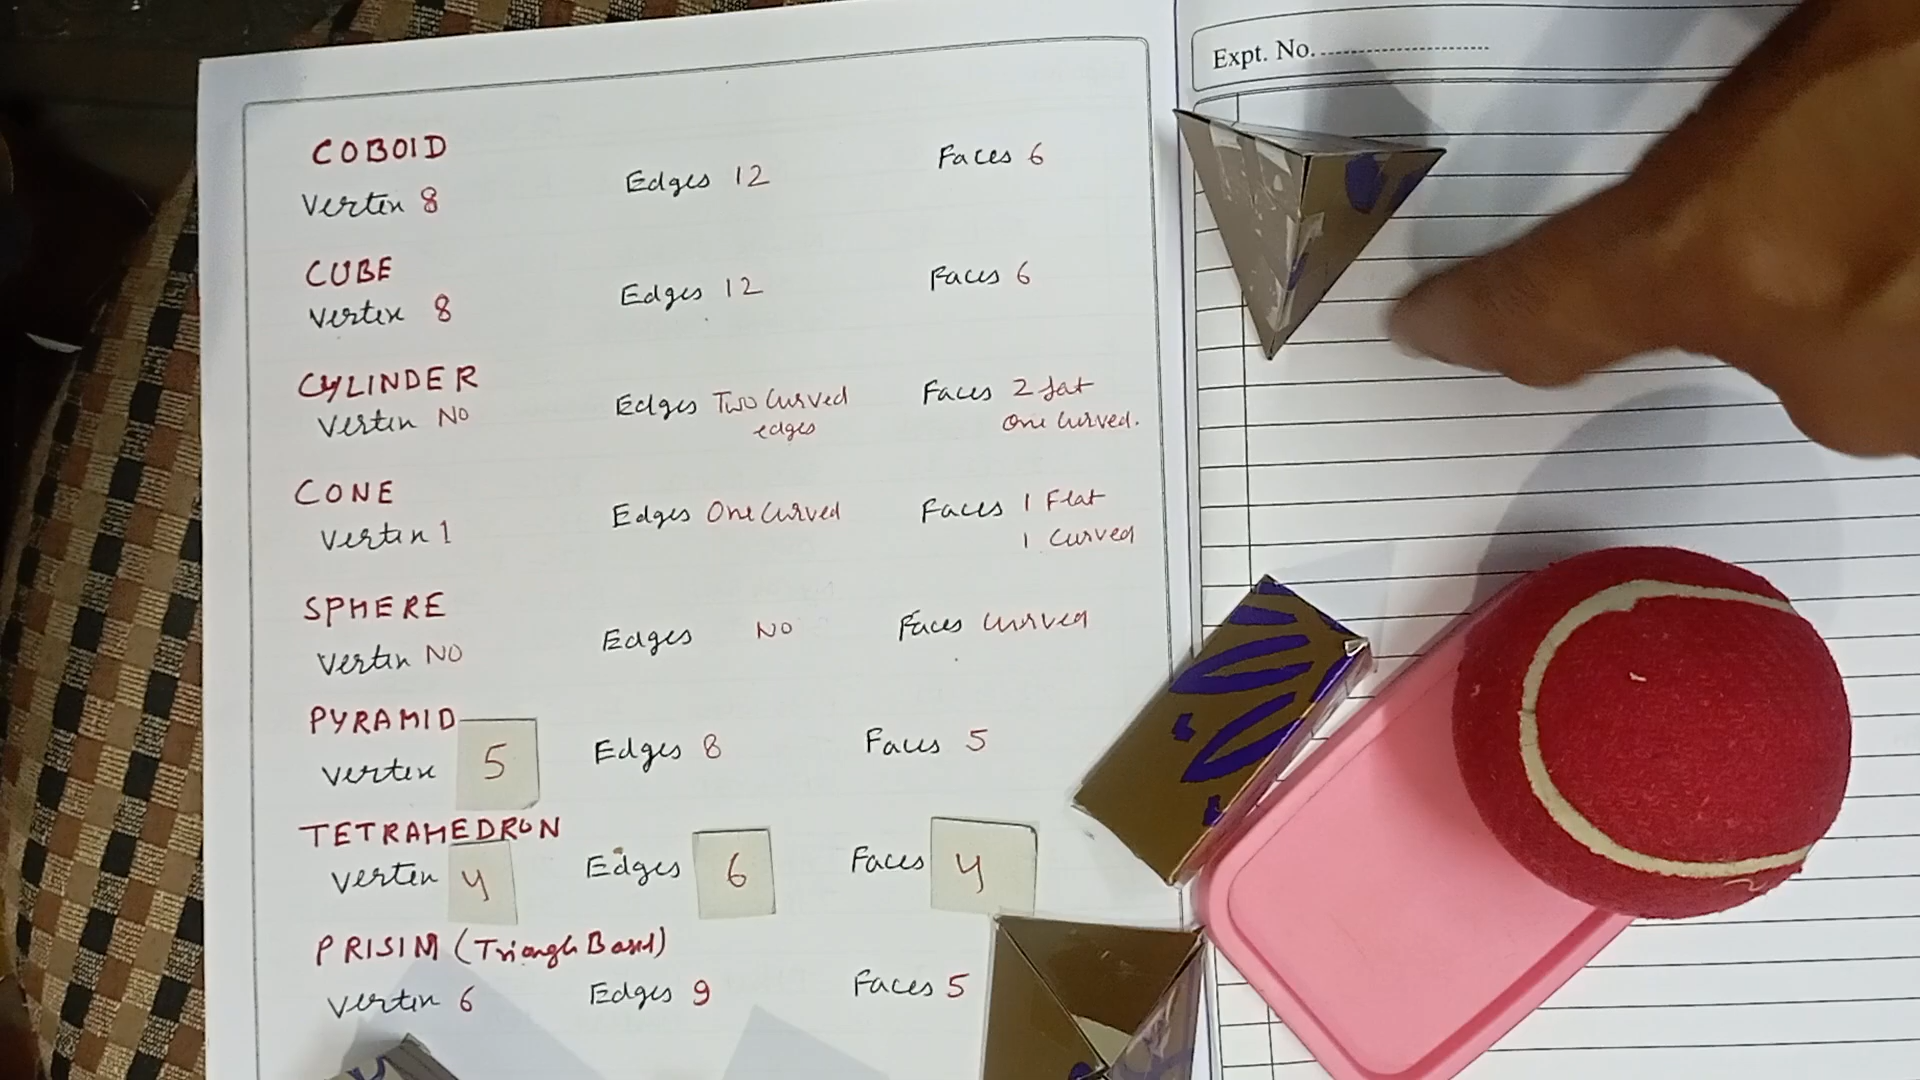 Expt. No.
COBOID
Vertex 8 Edges 12 Faces 6
CUBE
Vertex 8 Edges 12 Faces 6
CYLINDER
Vertex NO Edges Two Curved edges Faces 2 fat One Curved.
CONE
Vertex 1 Edges One Curved Faces 1 Flat 1 Curved
SPHERE
Vertex NO Edges NO Faces Curved
PYRAMID
Vertex 5 Edges 8 Faces 5
TETRAHEDRON
Vertex 4 Edges 6 Faces 4
PRISIM (Triangle Based)
Vertex 6 Edges 9 Faces 5